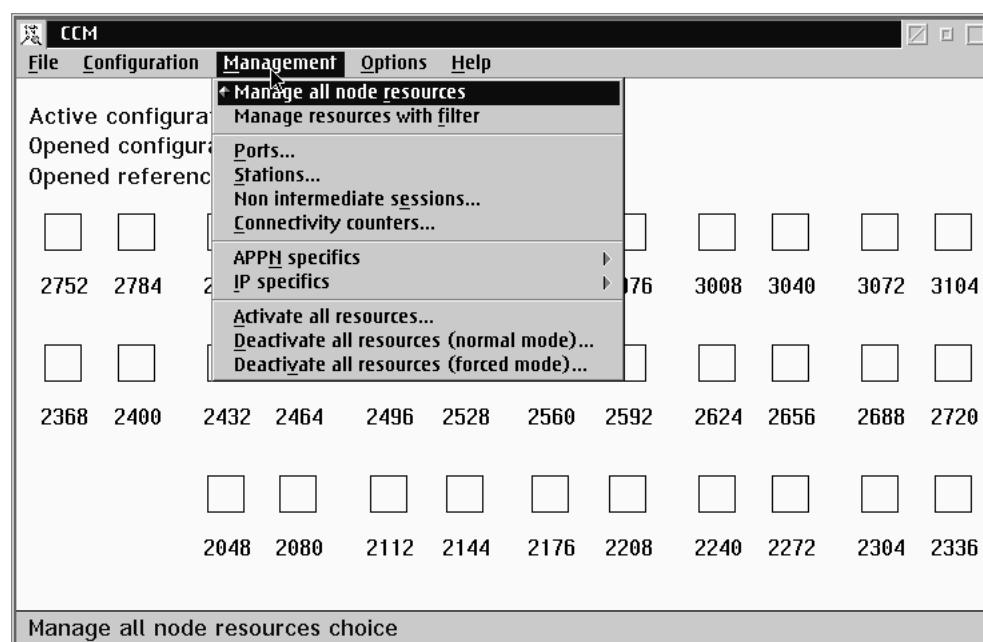 CCM
File Configuration Management Options Help
Manage all node resources
Active configura Manage resources with filter
Opened configura Ports...
Opened referenc Stations...
Non intermediate sessions...
Connectivity counters...
APPN specifics
IP specifics
2752 2784 2 76 3008 3040 3072 3104
Activate all resources...
Deactivate all resources (normal mode)...
Deactivate all resources (forced mode)...
2368 2400 2432 2464 2496 2528 2560 2592 2624 2656 2688 2720
2048 2080 2112 2144 2176 2208 2240 2272 2304 2336
Manage all node resources choice